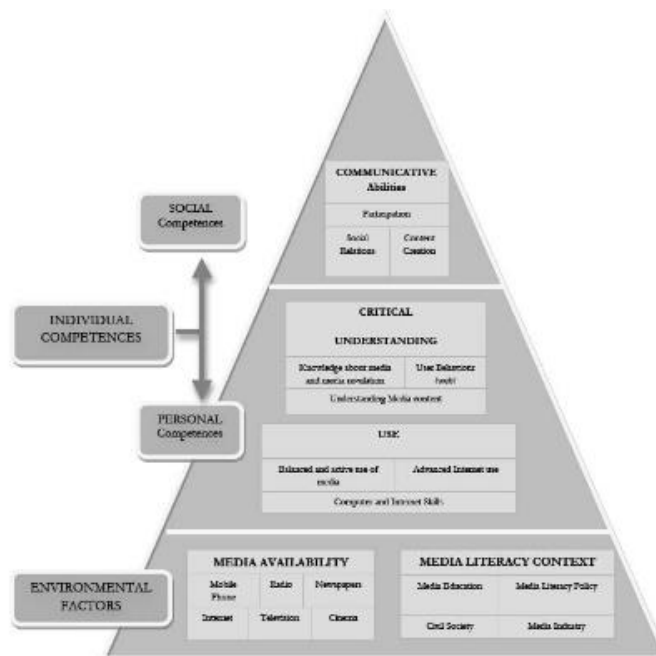 COMMUNICATIVE
Abilities
Participation
Social
Relations
Content
Creation
SOCIAL
Competences
INDIVIDUAL
COMPETENCES
PERSONAL
Competences
CRITICAL
UNDERSTANDING
Knowledge about media
and media
User Behaviors
Understanding Media content
USE
Balanced and active use of
media
Advanced Internet use
Computer and Internet Skills
ENVIRONMENTAL
FACTORS
MEDIA AVAILABILITY
Mobile
Phone
Radio
Newspapers
Internet
Television
Cinema
MEDIA LITERACY CONTEXT
Media Education
Media Literacy Policy
Civil Society
Media Industry